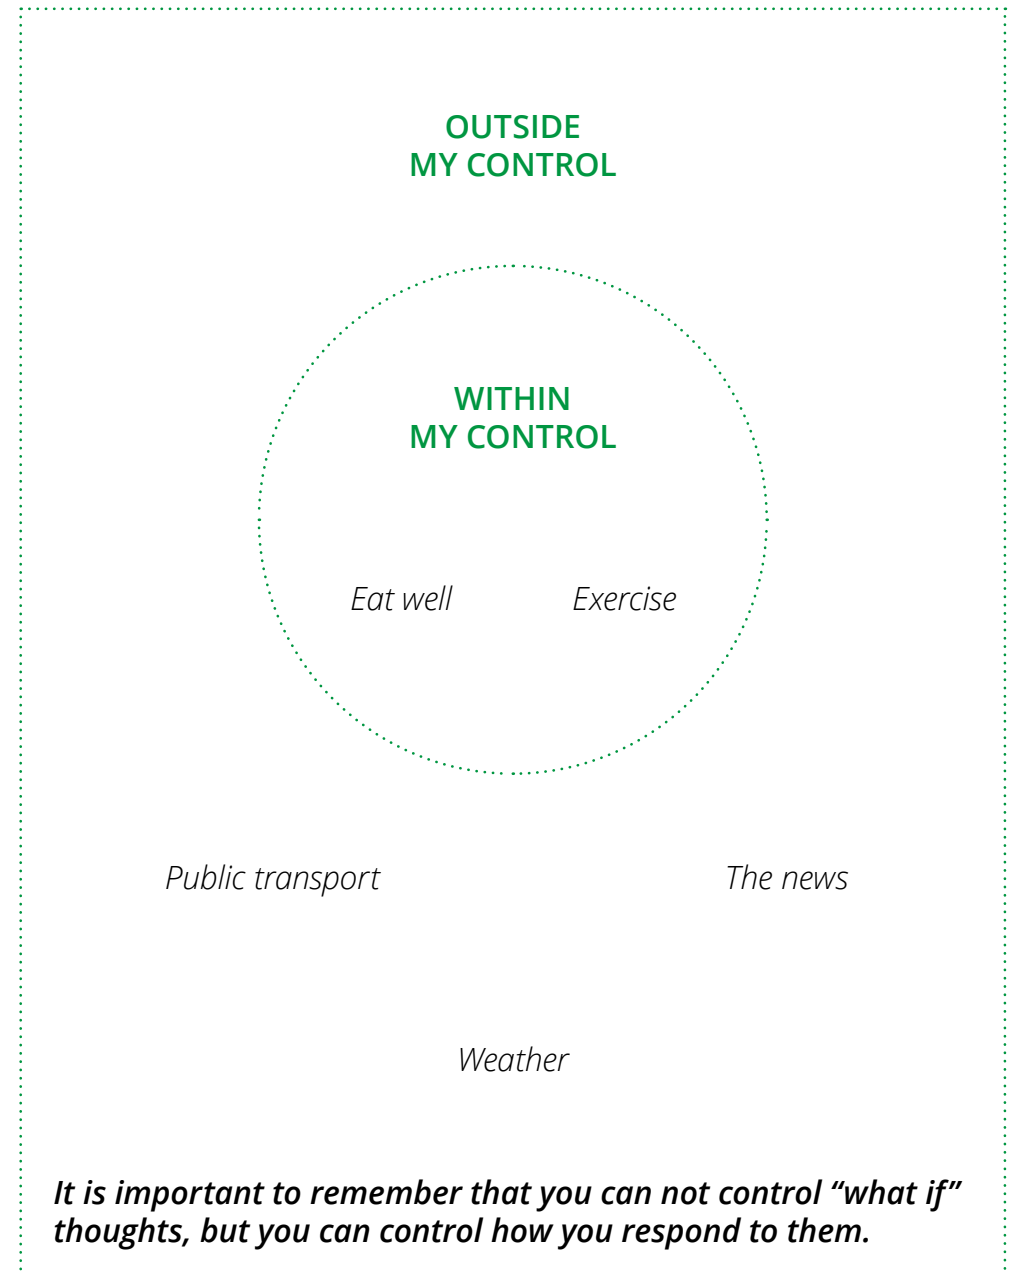 OUTSIDE
MY CONTROL
WITHIN
MY CONTROL
Eat well
Exercise
Public transport
The news
Weather
It is important to remember that you can not control “what if”
thoughts, but you can control how you respond to them.